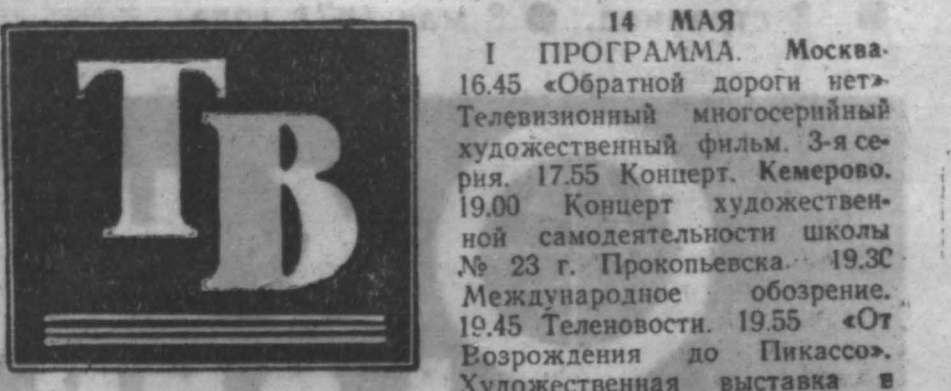 ТВ
14 МАЯ
I ПРОГРАММА. Москва.
16.45 «Обратной дороги нет».
Телевизионный многосерийный
художественный фильм. 3-я се-
рия. 17.55 Концерт. Кемерово.
19.00 Концерт художествен-
ной самодеятельности школы
№ 23 г. Прокопьевска. 19.30
Международное обозрение.
19.45 Теленовости. 19.55 «От
Возрождения до Пикассо».
Художественная выставка в